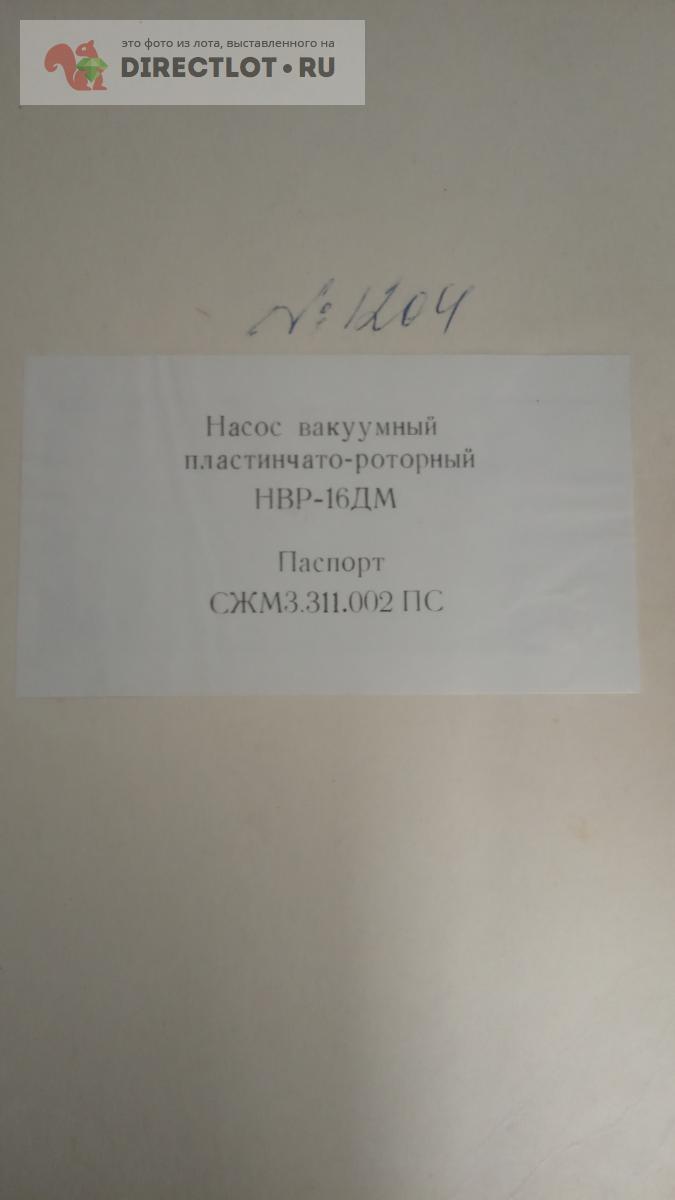 это фото из лота, выставленного на
DIRECTLOT•RU
№ 1204
Насос вакуумный
пластинчато-роторный
НВР-16ДМ
Паспорт
СЖМ3.311.002 ПС